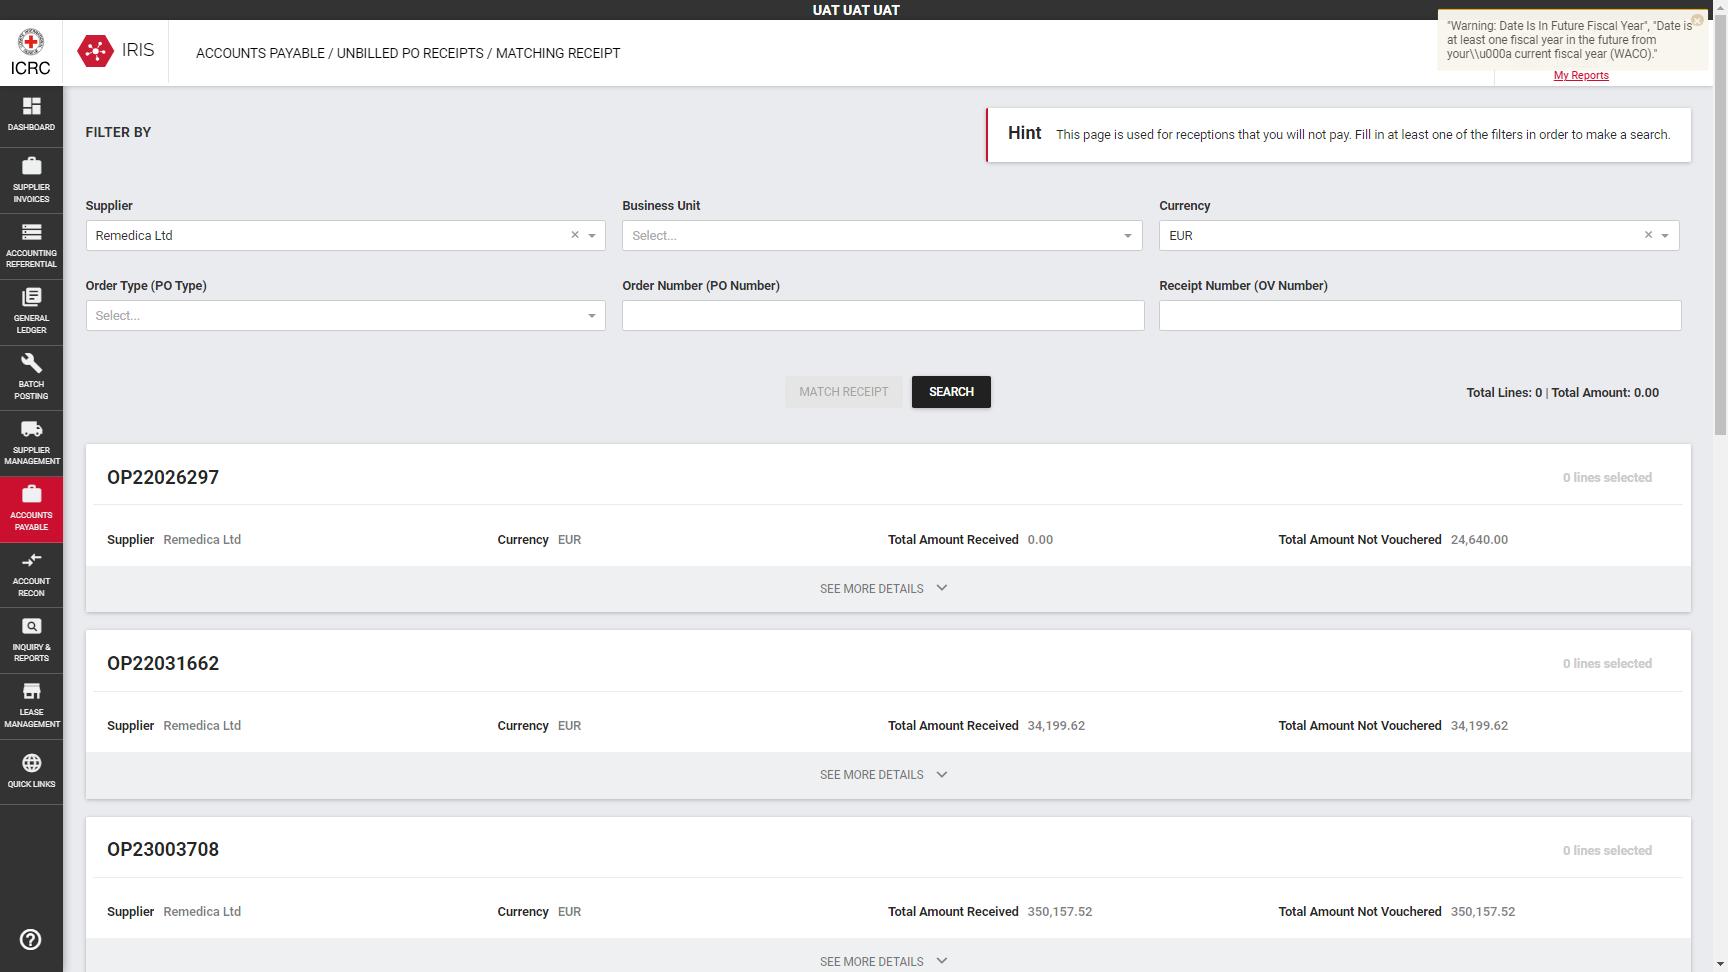 UAT UAT UAT
ICRC
IRIS
ACCOUNTS PAYABLE / UNBILLED PO RECEIPTS / MATCHING RECEIPT
"Warning: Date Is In Future Fiscal Year", "Date is
at least one fiscal year in the future from
your\\u000a current fiscal year (WACO)."
My Reports
DASHBOARD
SUPPLIER
INVOICES
ACCOUNTING
REFERENTIAL
GENERAL
LEDGER
BATCH
POSTING
SUPPLIER
MANAGEMENT
ACCOUNTS
PAYABLE
ACCOUNT
RECON
INQUIRY &
REPORTS
LEASE
MANAGEMENT
QUICK LINKS
FILTER BY
Hint This page is used for receptions that you will not pay. Fill in at least one of the filters in order to make a search.
Supplier Business Unit Currency
Remedica Ltd Select... EUR
Order Type (PO Type) Order Number (PO Number) Receipt Number (OV Number)
Select...
MATCH RECEIPT SEARCH Total Lines: 0 | Total Amount: 0.00
OP22026297 0 lines selected
Supplier Remedica Ltd Currency EUR Total Amount Received 0.00 Total Amount Not Vouchered 24,640.00
SEE MORE DETAILS
OP22031662 0 lines selected
Supplier Remedica Ltd Currency EUR Total Amount Received 34,199.62 Total Amount Not Vouchered 34,199.62
SEE MORE DETAILS
OP23003708 0 lines selected
Supplier Remedica Ltd Currency EUR Total Amount Received 350,157.52 Total Amount Not Vouchered 350,157.52
SEE MORE DETAILS